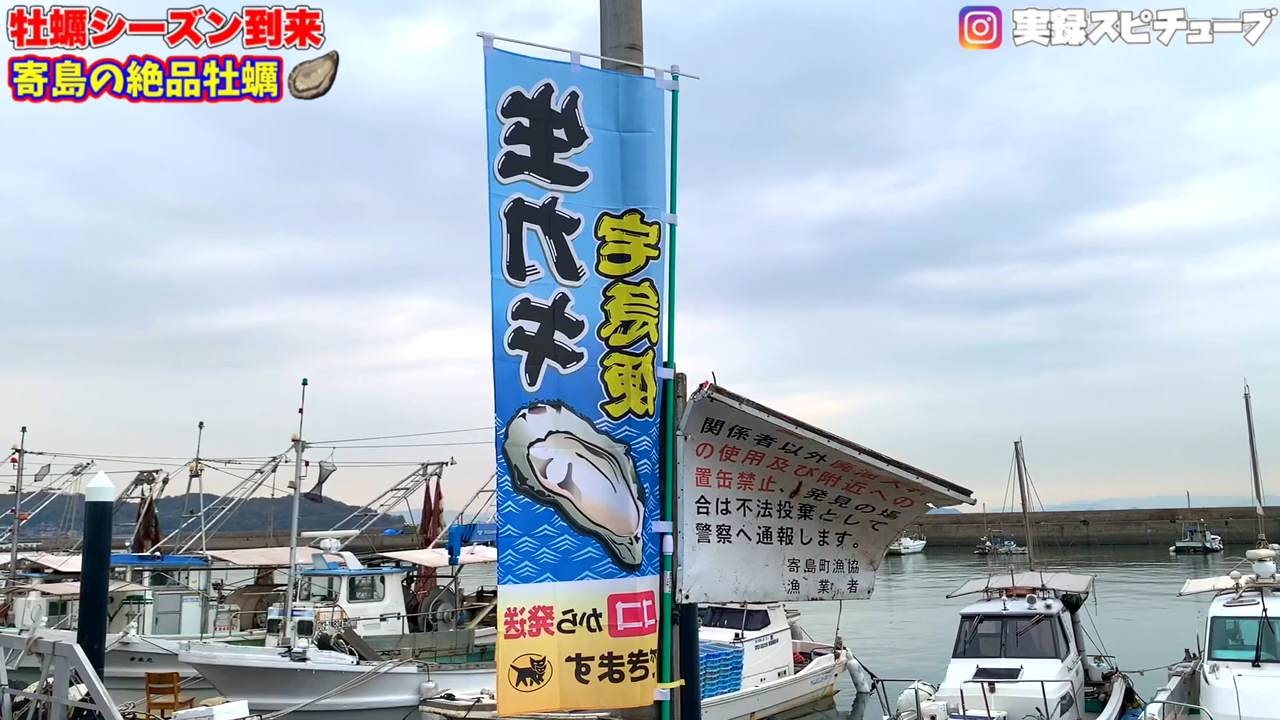 牡蠣シーズン到来
寄島の絶品牡蠣
実録スピチューブ
生カキ
宅急便
ココから発送
できます
関係者以外
の使用及び附近への
置缶禁止、発見の場
合は不法投棄として
警察へ通報します。
寄島町漁協
漁業者